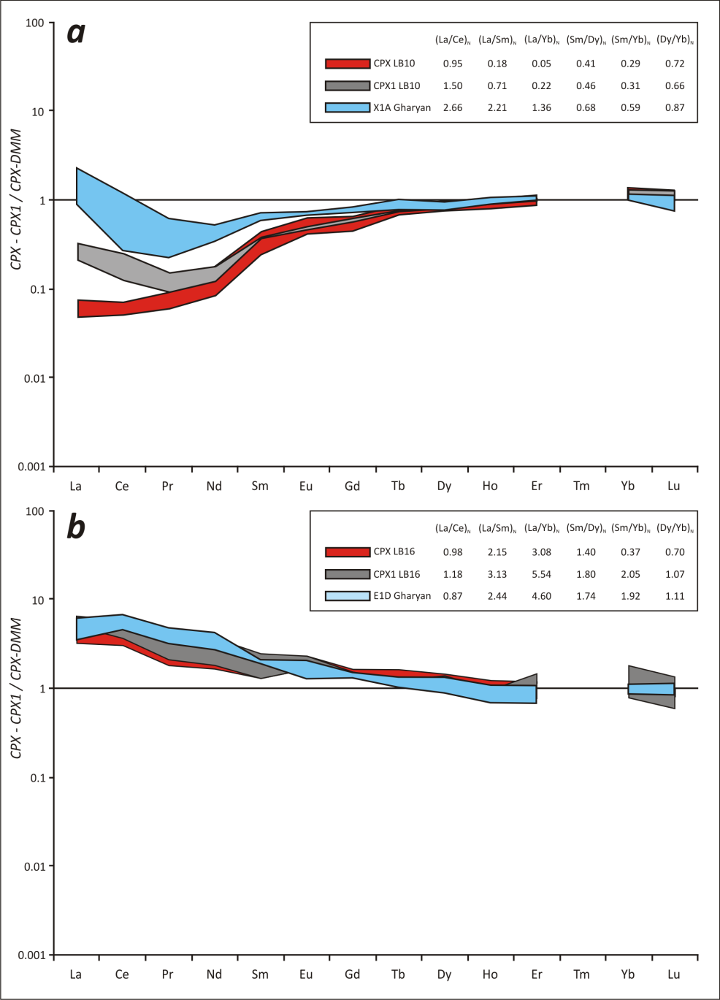 a
100
10
1
0.1
0.01
0.001
CPX - CPX1 / CPX-DMM
(La/Ce)N (La/Sm)N (La/Yb)N (Sm/Dy)N (Sm/Yb)N (Dy/Yb)N
CPX LB10 0.95 0.18 0.05 0.41 0.29 0.72
CPX1 LB10 1.50 0.71 0.22 0.46 0.31 0.66
X1A Gharyan 2.66 2.21 1.36 0.68 0.59 0.87
La Ce Pr Nd Sm Eu Gd Tb Dy Ho Er Tm Yb Lu
b
100
10
1
0.1
0.01
0.001
CPX - CPX1 / CPX-DMM
(La/Ce)N (La/Sm)N (La/Yb)N (Sm/Dy)N (Sm/Yb)N (Dy/Yb)N
CPX LB16 0.98 2.15 3.08 1.40 0.37 0.70
CPX1 LB16 1.18 3.13 5.54 1.80 2.05 1.07
E1D Gharyan 0.87 2.44 4.60 1.74 1.92 1.11
La Ce Pr Nd Sm Eu Gd Tb Dy Ho Er Tm Yb Lu